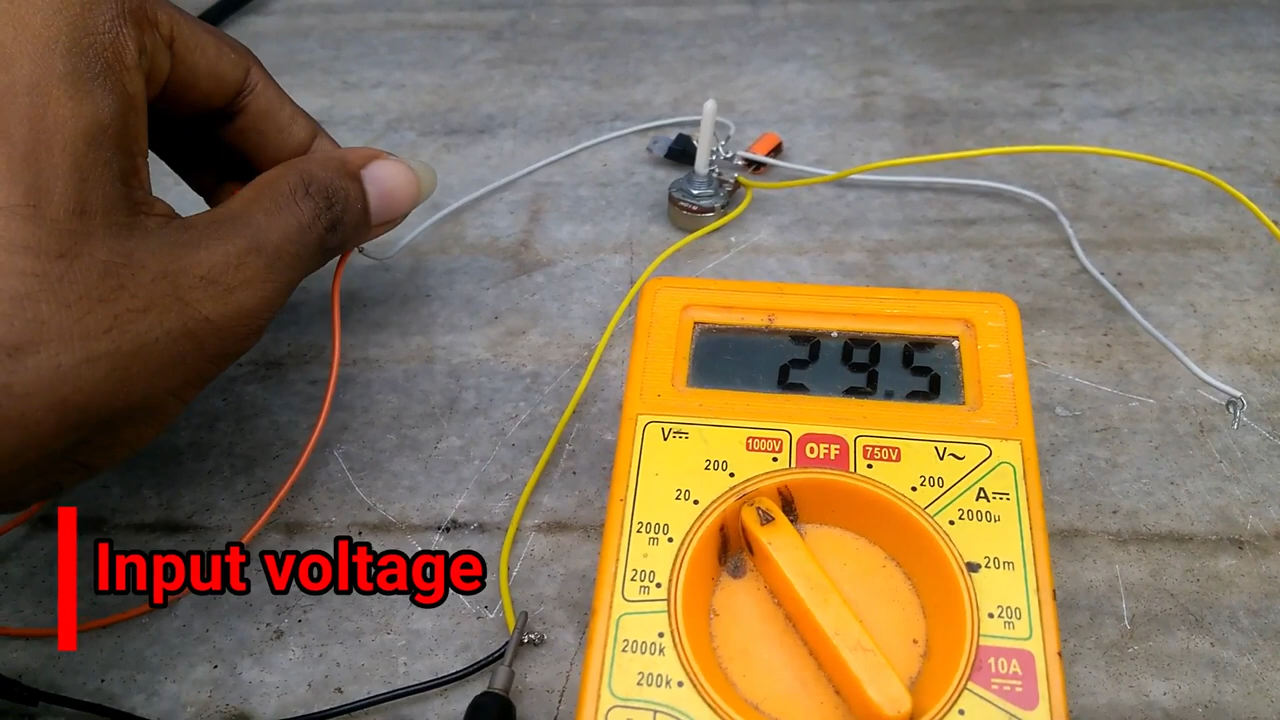 29.5
V⎓
1000V
OFF
750V
V~
200
200
A⎓
20
2000µ
2000
m
20m
200
m
200
m
2000k
10A
200k
Input voltage